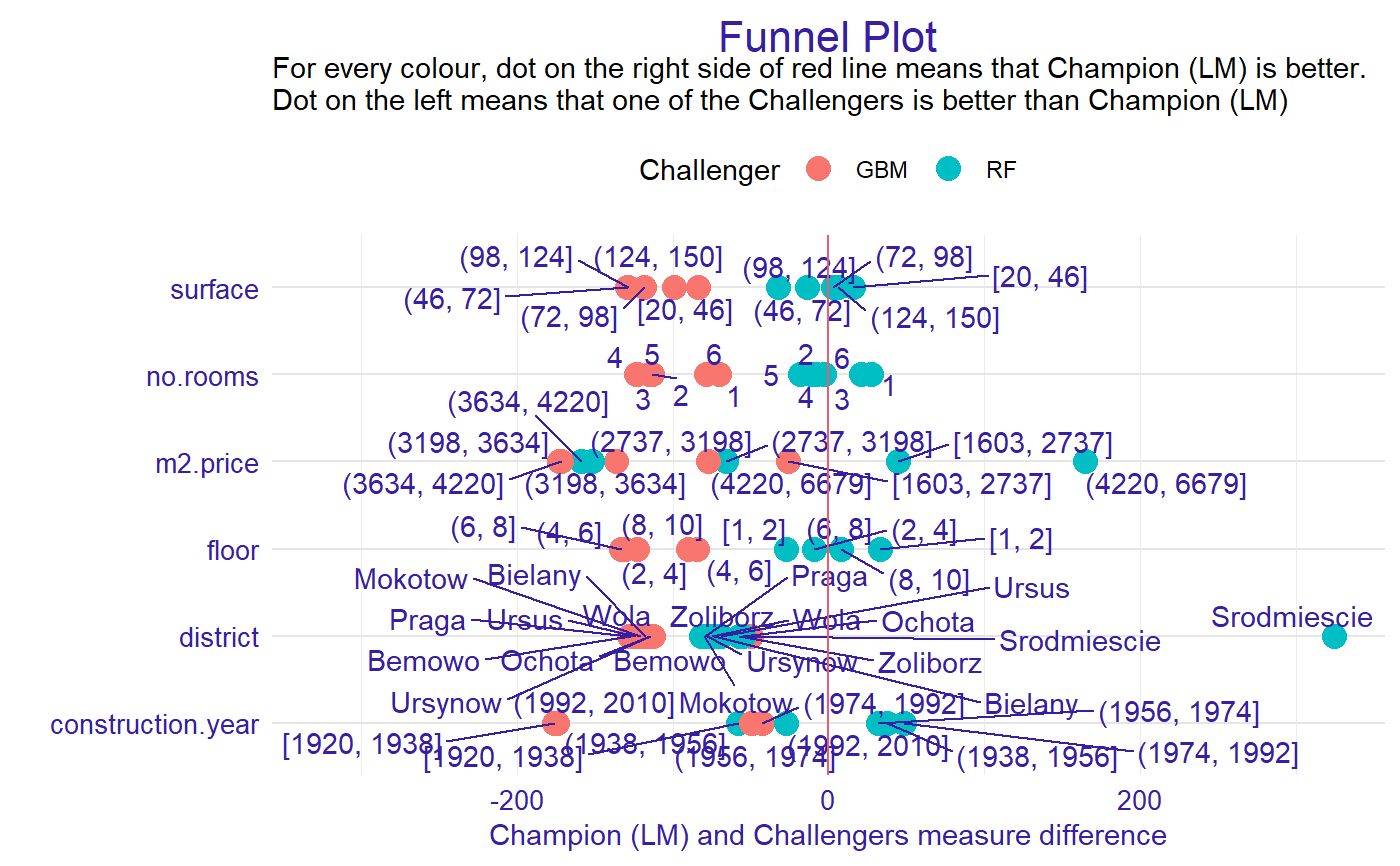 Funnel Plot
For every colour, dot on the right side of red line means that Champion (LM) is better.
Dot on the left means that one of the Challengers is better than Champion (LM)
Challenger GBM RF
(98, 124] (124, 150] (98, 124] (72, 98]
surface (46, 72] [20, 46]
(72, 98] [20, 46] (46, 72] (124, 150]
4 5 6 2 6
no.rooms 5 1
3 2 1 4 3
(3634, 4220]
(3198, 3634] (2737, 3198] (2737, 3198] [1603, 2737]
m2.price
(3634, 4220] (3198, 3634] (4220, 6679] [1603, 2737] (4220, 6679]
(6, 8] (4, 6] (8, 10] [1, 2] (6, 8] (2, 4] [1, 2]
floor
(2, 4] (4, 6] (8, 10]
Mokotow Bielany Praga Ursus
Praga Ursus Wola Zoliborz Wola Ochota Srodmiescie
district Srodmiescie
Bemowo Ochota Bemowo Ursynow Zoliborz
Ursynow (1992, 2010] Mokotow (1974, 1992] Bielany (1956, 1974]
construction.year
[1920, 1938] (1938, 1956] (1992, 2010]
[1920, 1938] (1956, 1974] (1938, 1956] (1974, 1992]
-200 0 200
Champion (LM) and Challengers measure difference